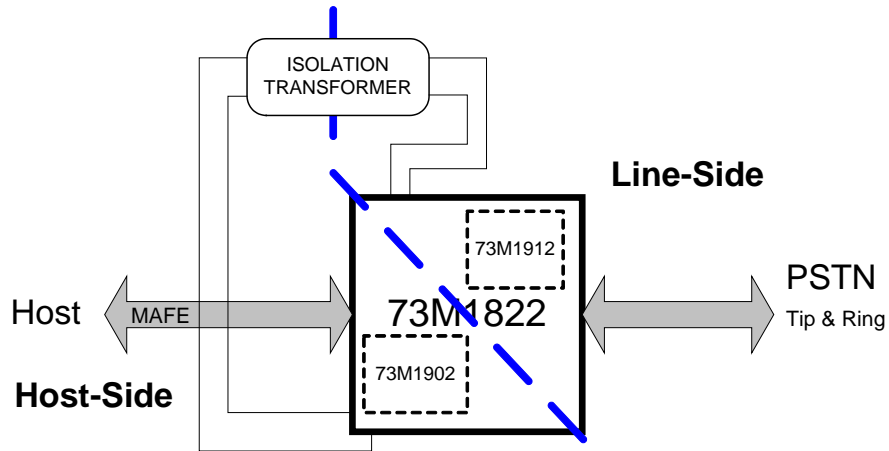 ISOLATION
TRANSFORMER
Line-Side
73M1912
PSTN
Host
MAFE
73M1822
Tip & Ring
73M1902
Host-Side